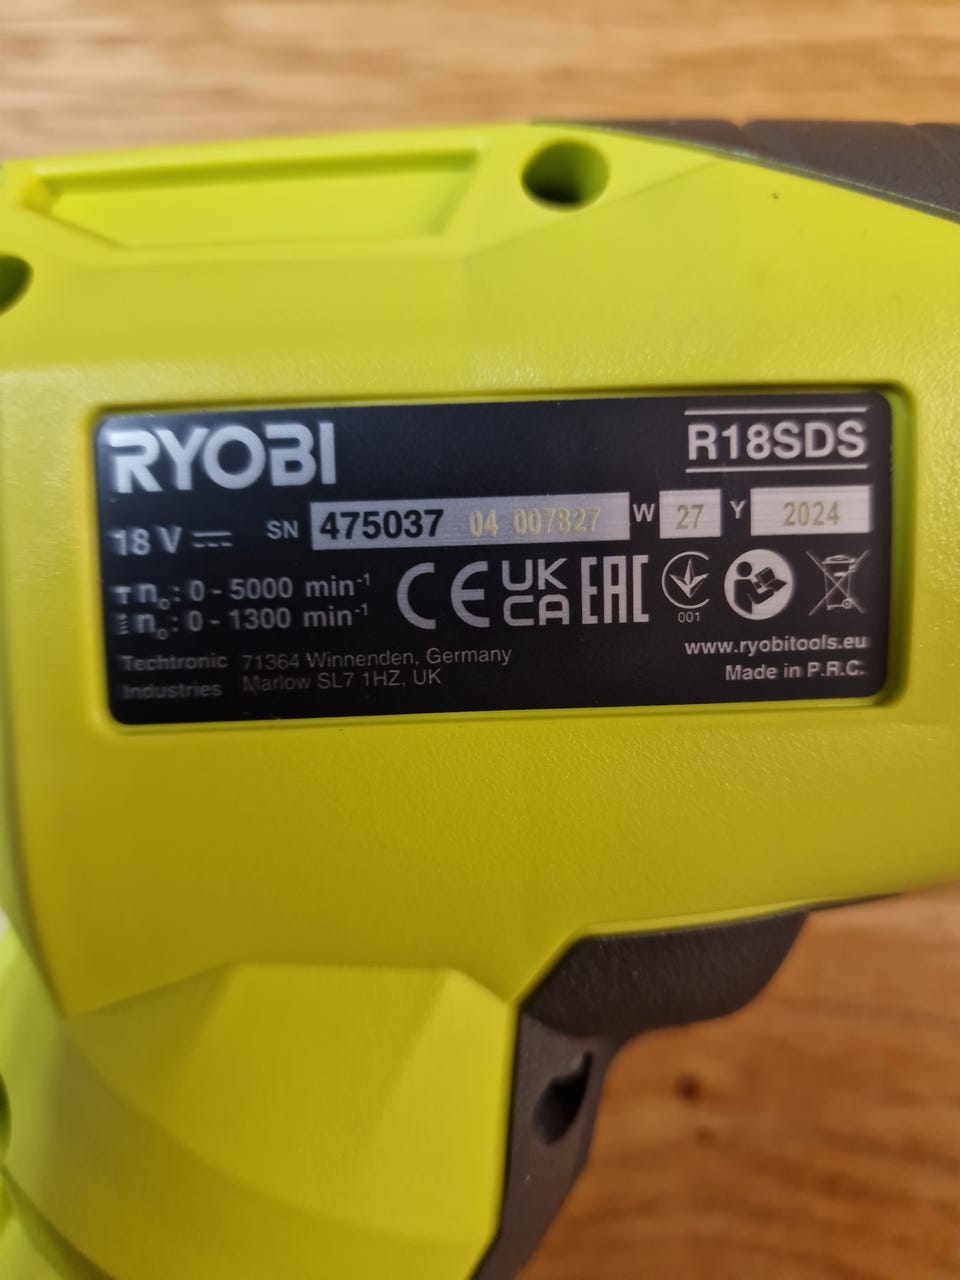 RYOBI
R18SDS
18 V
SN 475037 04 007827 W 27 Y 2024
n₀: 0 - 5000 min⁻¹
n₀: 0 - 1300 min⁻¹
CE UK CA EAC
001
www.ryobitools.eu
Made in P.R.C.
Techtronic Industries
71364 Winnenden, Germany
Marlow SL7 1HZ, UK